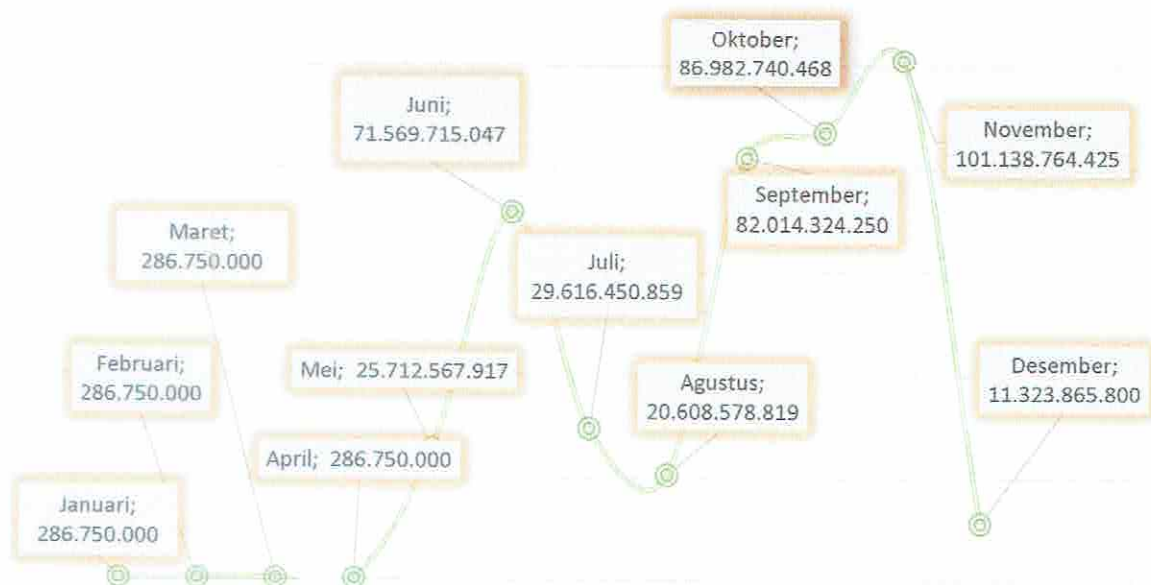 Januari;
286.750.000
Februari;
286.750.000
Maret;
286.750.000
April; 286.750.000
Mei; 25.712.567.917
Juni;
71.569.715.047
Juli;
29.616.450.859
Agustus;
20.608.578.819
September;
82.014.324.250
Oktober;
86.982.740.468
November;
101.138.764.425
Desember;
11.323.865.800